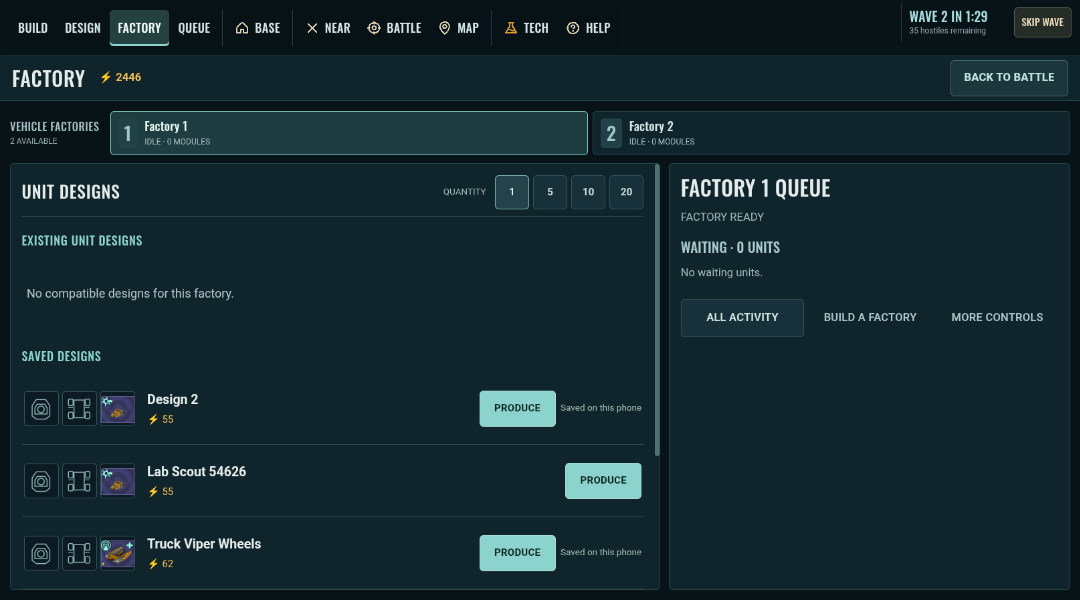 BUILD DESIGN FACTORY QUEUE BASE NEAR BATTLE MAP TECH HELP
WAVE 2 IN 1:29
35 hostiles remaining
SKIP WAVE
FACTORY 2446
BACK TO BATTLE
VEHICLE FACTORIES
2 AVAILABLE
1 Factory 1
IDLE · 0 MODULES
2 Factory 2
IDLE · 0 MODULES
UNIT DESIGNS
QUANTITY 1 5 10 20
EXISTING UNIT DESIGNS
No compatible designs for this factory.
SAVED DESIGNS
Design 2
55
PRODUCE Saved on this phone
Lab Scout 54626
55
PRODUCE
Truck Viper Wheels
62
PRODUCE Saved on this phone
FACTORY 1 QUEUE
FACTORY READY
WAITING · 0 UNITS
No waiting units.
ALL ACTIVITY BUILD A FACTORY MORE CONTROLS